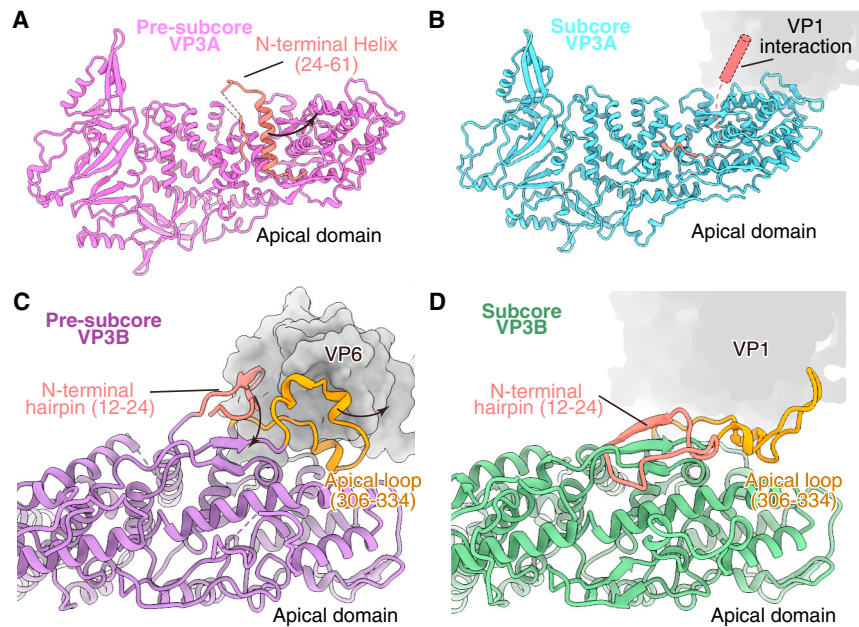 A
Pre-subcore
VP3A
N-terminal Helix
(24-61)
Apical domain
B
Subcore
VP3A
VP1
interaction
Apical domain
C
Pre-subcore
VP3B
VP6
N-terminal
hairpin (12-24)
Apical loop
(306-334)
Apical domain
D
Subcore
VP3B
VP1
N-terminal
hairpin (12-24)
Apical loop
(306-334)
Apical domain